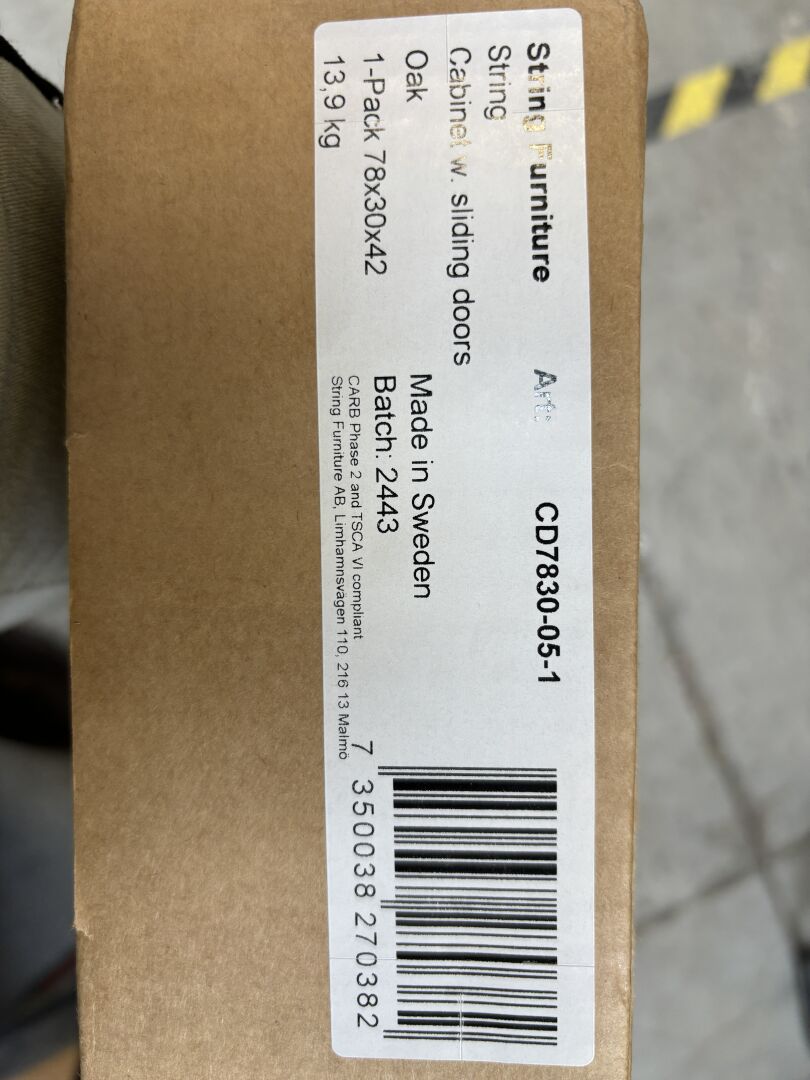 String Furniture Art: CD7830-05-1
String
Cabinet w. sliding doors
Oak
1-Pack 78x30x42
13,9 kg
Made in Sweden
Batch: 2443
CARB Phase 2 and TSCA VI compliant
String Furniture AB, Limhamnsvägen 110, 216 13 Malmö
7 350038 270382